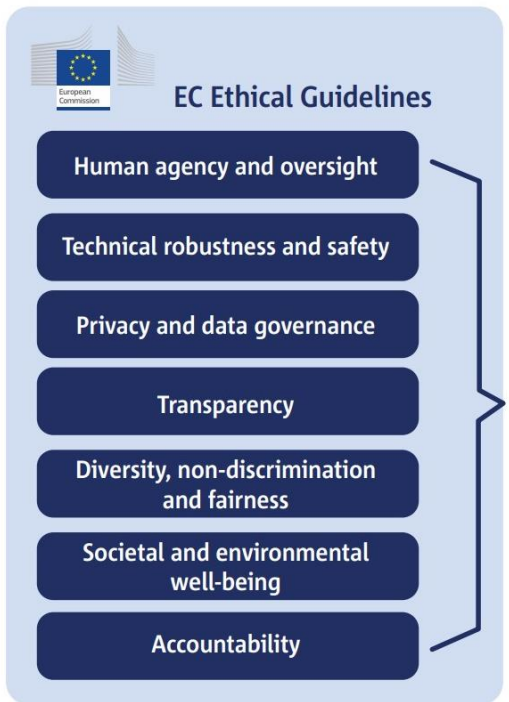 European
Commission
EC Ethical Guidelines
Human agency and oversight
Technical robustness and safety
Privacy and data governance
Transparency
Diversity, non-discrimination
and fairness
Societal and environmental
well-being
Accountability